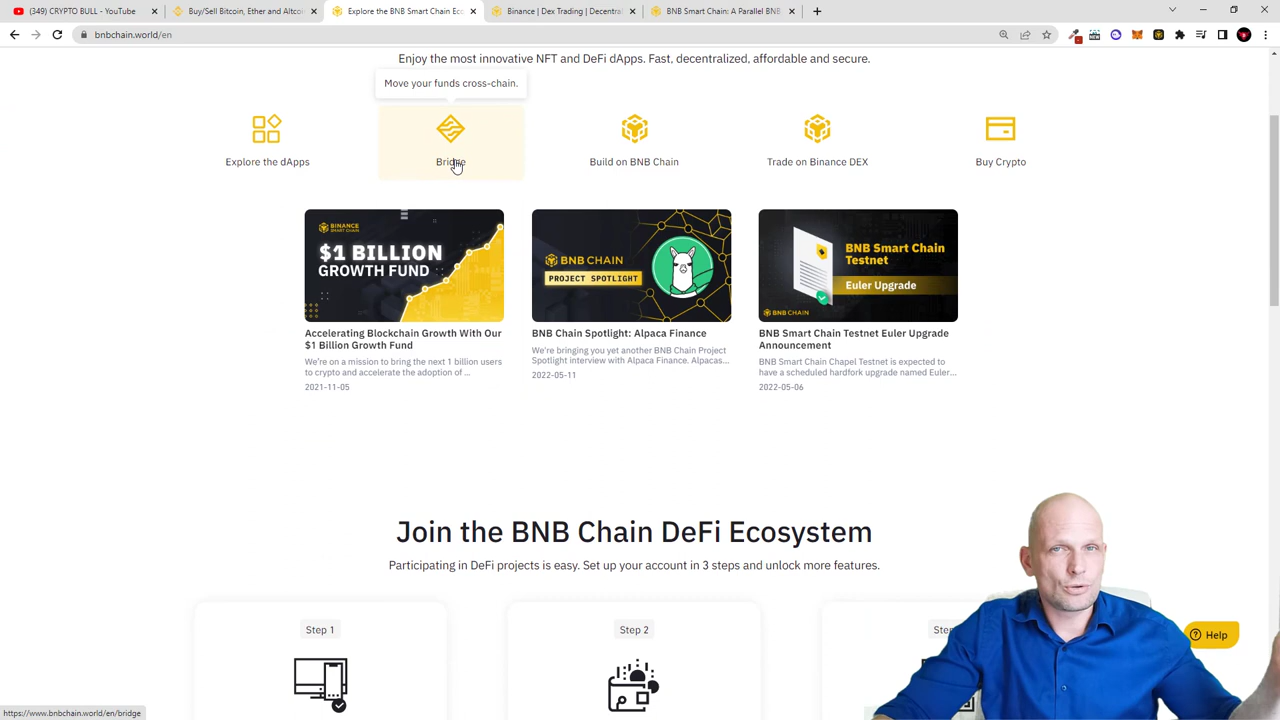 (349) CRYPTO BULL - YouTube
Buy/Sell Bitcoin, Ether and Altcoin
Explore the BNB Smart Chain Eco
Binance | Dex Trading | Decentral
BNB Smart Chain: A Parallel BNB
bnbchain.world/en
Enjoy the most innovative NFT and DeFi dApps. Fast, decentralized, affordable and secure.
Move your funds cross-chain.
Explore the dApps
Bridge
Build on BNB Chain
Trade on Binance DEX
Buy Crypto
BINANCE
SMART CHAIN
$1 BILLION
GROWTH FUND
BNB CHAIN
PROJECT SPOTLIGHT
BNB Smart Chain
Testnet
Euler Upgrade
BNB CHAIN
Accelerating Blockchain Growth With Our
$1 Billion Growth Fund
We're on a mission to bring the next 1 billion users
to crypto and accelerate the adoption of ...
2021-11-05
BNB Chain Spotlight: Alpaca Finance
We're bringing you yet another BNB Chain Project
Spotlight interview with Alpaca Finance. Alpacas...
2022-05-11
BNB Smart Chain Testnet Euler Upgrade
Announcement
BNB Smart Chain Chapel Testnet is expected to
have a scheduled hardfork upgrade named Euler...
2022-05-06
Join the BNB Chain DeFi Ecosystem
Participating in DeFi projects is easy. Set up your account in 3 steps and unlock more features.
Step 1
Step 2
Step
Help
https://www.bnbchain.world/en/bridge